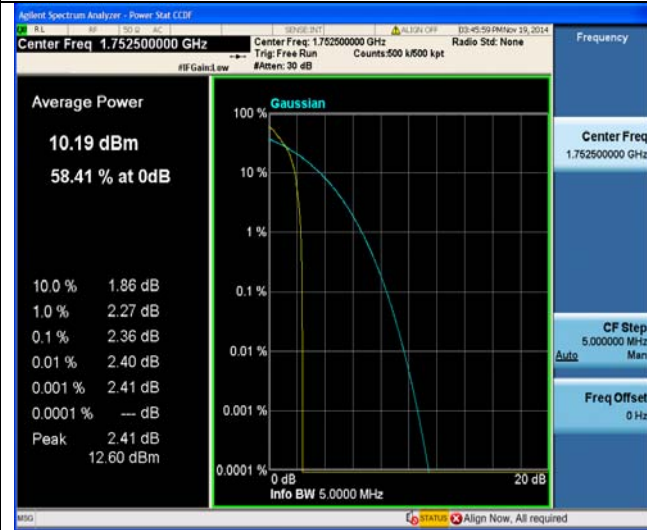 Agilent Spectrum Analyzer - Power Stat CCDF
RL RF 50 Ω AC SENSE:INT ALIGN OFF 03:45:59 PM Nov 19, 2014
Center Freq 1.752500000 GHz
Center Freq: 1.752500000 GHz Radio Std: None
Trig: Free Run Counts:500 k/500 kpt
#IFGain:Low #Atten: 30 dB
Frequency
Average Power
10.19 dBm
58.41 % at 0dB
10.0 % 1.86 dB
1.0 % 2.27 dB
0.1 % 2.36 dB
0.01 % 2.40 dB
0.001 % 2.41 dB
0.0001 % --- dB
Peak 2.41 dB
12.60 dBm
Gaussian
100 %
10 %
1 %
0.1 %
0.01 %
0.001 %
0.0001 %
0 dB 20 dB
Info BW 5.0000 MHz
Center Freq
1.752500000 GHz
CF Step
5.000000 MHz
Auto Man
Freq Offset
0 Hz
MSG STATUS Align Now, All required